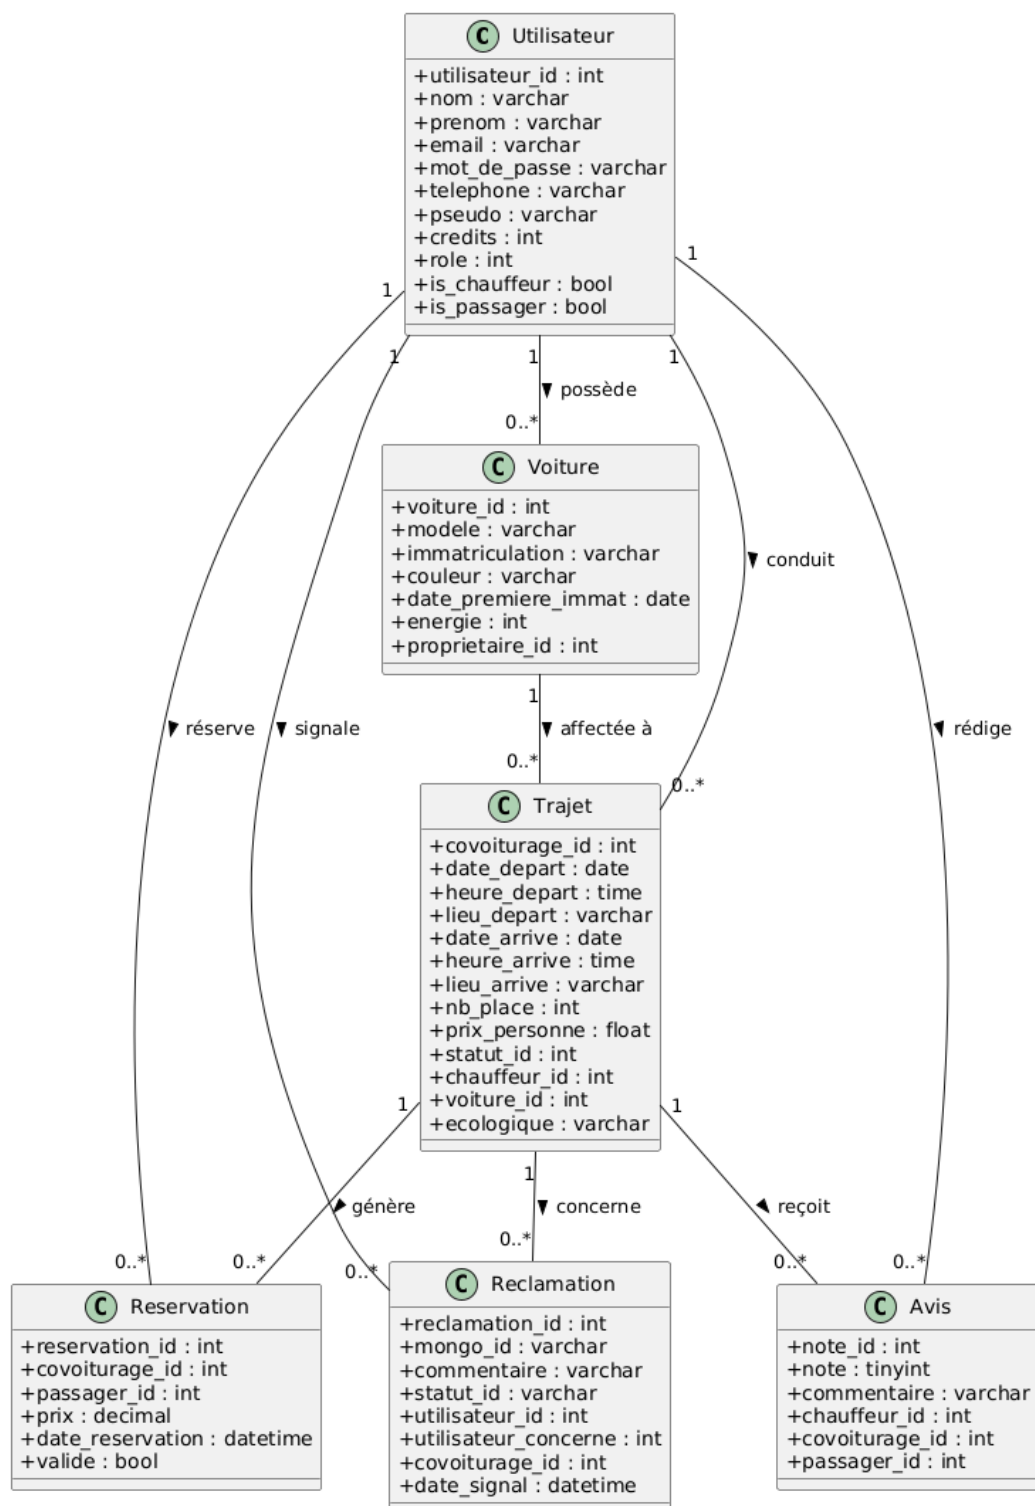 C Utilisateur
+utilisateur_id : int
+nom : varchar
+prenom : varchar
+email : varchar
+mot_de_passe : varchar
+telephone : varchar
+pseudo : varchar
+credits : int
+role : int
+is_chauffeur : bool
+is_passager : bool
1
1
1
1
1
possède
0..*
C Voiture
+voiture_id : int
+modele : varchar
+immatriculation : varchar
+couleur : varchar
+date_premiere_immat : date
+energie : int
+proprietaire_id : int
conduit
1
réserve
signale
affectée à
rédige
0..*
0..*
C Trajet
+covoiturage_id : int
+date_depart : date
+heure_depart : time
+lieu_depart : varchar
+date_arrive : date
+heure_arrive : time
+lieu_arrive : varchar
+nb_place : int
+prix_personne : float
+statut_id : int
+chauffeur_id : int
+voiture_id : int
+ecologique : varchar
1
1
1
génère
concerne
reçoit
0..*
0..*
0..*
0..*
0..*
0..*
C Reservation
+reservation_id : int
+covoiturage_id : int
+passager_id : int
+prix : decimal
+date_reservation : datetime
+valide : bool
C Reclamation
+reclamation_id : int
+mongo_id : varchar
+commentaire : varchar
+statut_id : varchar
+utilisateur_id : int
+utilisateur_concerne : int
+covoiturage_id : int
+date_signal : datetime
C Avis
+note_id : int
+note : tinyint
+commentaire : varchar
+chauffeur_id : int
+covoiturage_id : int
+passager_id : int